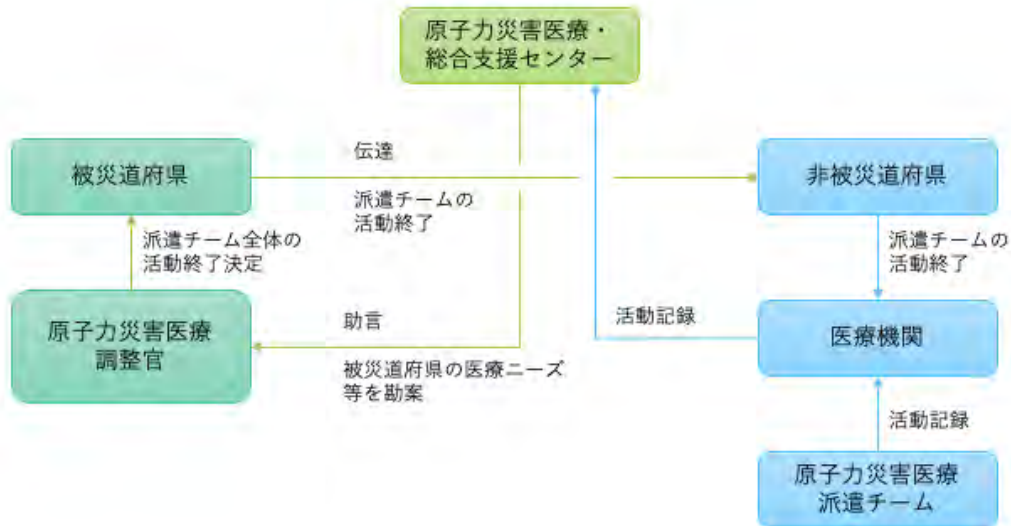 原子力災害医療・
総合支援センター
被災道府県
伝達
派遣チームの
活動終了
非被災道府県
派遣チーム全体の
活動終了決定
派遣チームの
活動終了
原子力災害医療
調整官
助言
被災道府県の医療ニーズ
等を勘案
活動記録
医療機関
活動記録
原子力災害医療
派遣チーム